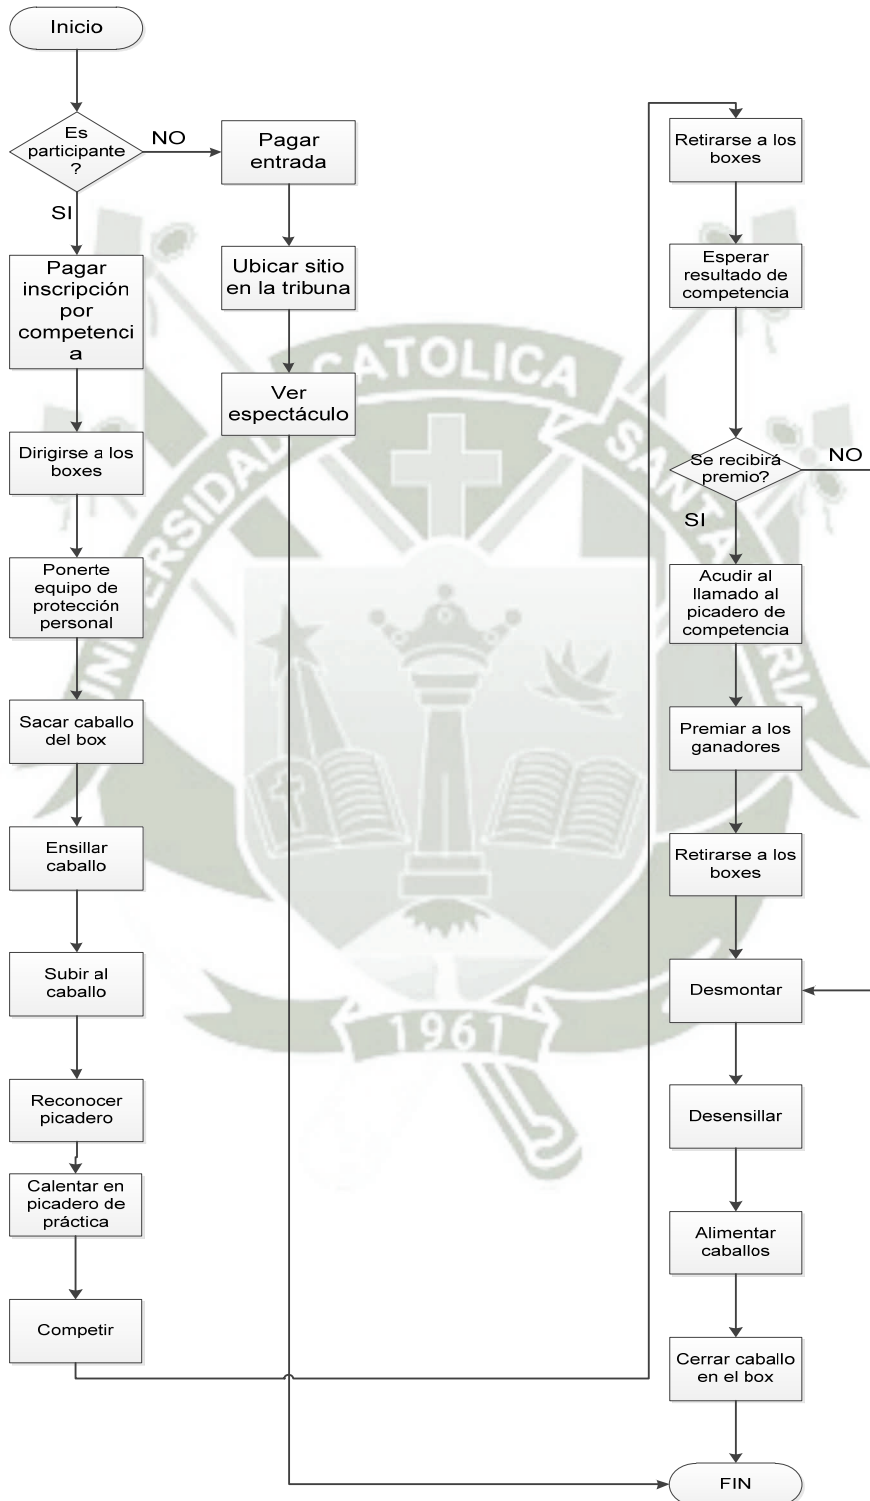 Inicio
Es
participante
?
NO
SI
Pagar
entrada
Ubicar sitio
en la tribuna
Ver
espectáculo
Pagar
inscripción
por
competenci
a
Dirigirse a los
boxes
Ponerte
equipo de
protección
personal
Sacar caballo
del box
Ensillar
caballo
Subir al
caballo
Reconocer
picadero
Calentar en
picadero de
práctica
Competir
Retirarse a los
boxes
Esperar
resultado de
competencia
Se recibirá
premio?
NO
SI
Acudir al
llamado al
picadero de
competencia
Premiar a los
ganadores
Retirarse a los
boxes
Desmontar
Desensillar
Alimentar
caballos
Cerrar caballo
en el box
FIN
UNIVERSIDAD CATOLICA SANTA MARIA
1961